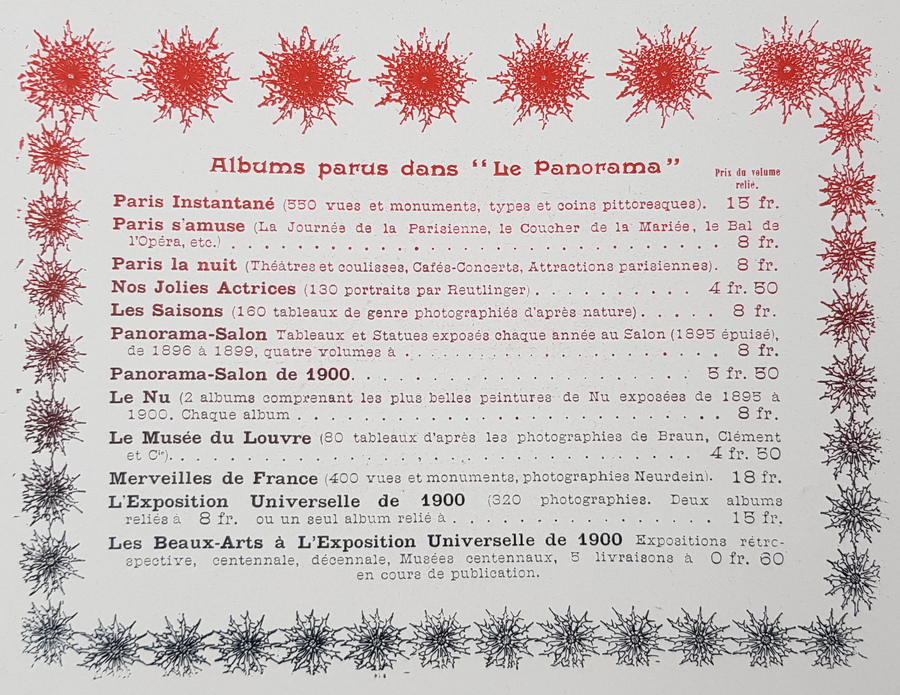 Albums parus dans "Le Panorama"
Prix du volume
relié.
Paris Instantané (550 vues et monuments, types et coins pittoresques). 15 fr.
Paris s'amuse (La Journée de la Parisienne, le Coucher de la Mariée, le Bal de
l'Opéra, etc.) . . . . . . . . . . . . . . . . . . . . . . . . . . . . . . 8 fr.
Paris la nuit (Théâtres et coulisses, Cafés-Concerts, Attractions parisiennes). 8 fr.
Nos Jolies Actrices (130 portraits par Reutlinger) . . . . . . . . . . . 4 fr. 50
Les Saisons (160 tableaux de genre photographiés d'après nature) . . . . . 8 fr.
Panorama-Salon Tableaux et Statues exposés chaque année au Salon (1895 épuisé),
de 1896 à 1899, quatre volumes à . . . . . . . . . . . . . . . . . . . . 8 fr.
Panorama-Salon de 1900. . . . . . . . . . . . . . . . . . . . . . . . 5 fr. 50
Le Nu (2 albums comprenant les plus belles peintures de Nu exposées de 1895 à
1900. Chaque album . . . . . . . . . . . . . . . . . . . . . . . . . . . 8 fr.
Le Musée du Louvre (80 tableaux d'après les photographies de Braun, Clément
et Cie). . . . . . . . . . . . . . . . . . . . . . . . . . . . . . . . 4 fr. 50
Merveilles de France (400 vues et monuments, photographies Neurdein). 18 fr.
L'Exposition Universelle de 1900 (320 photographies. Deux albums
reliés à 8 fr. ou un seul album relié à . . . . . . . . . . . . . . . . . 15 fr.
Les Beaux-Arts à L'Exposition Universelle de 1900 Expositions rétro-
spective, centennale, décennale, Musées centennaux, 5 livraisons à 0 fr. 60
en cours de publication.